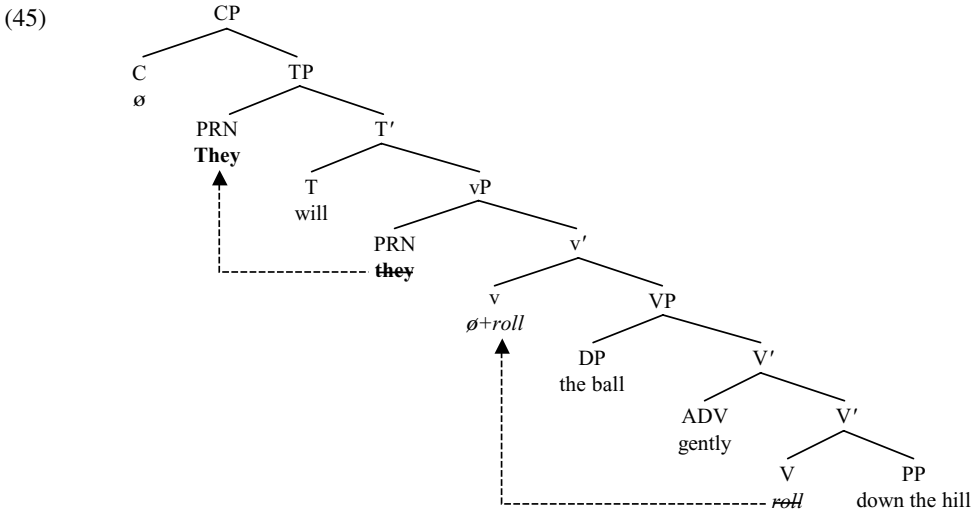 (45)
CP
C
TP
ø
PRN
T′
They
T
vP
will
PRN
v′
they
v
VP
ø+roll
DP
V′
the ball
ADV
V′
gently
V
PP
roll
down the hill